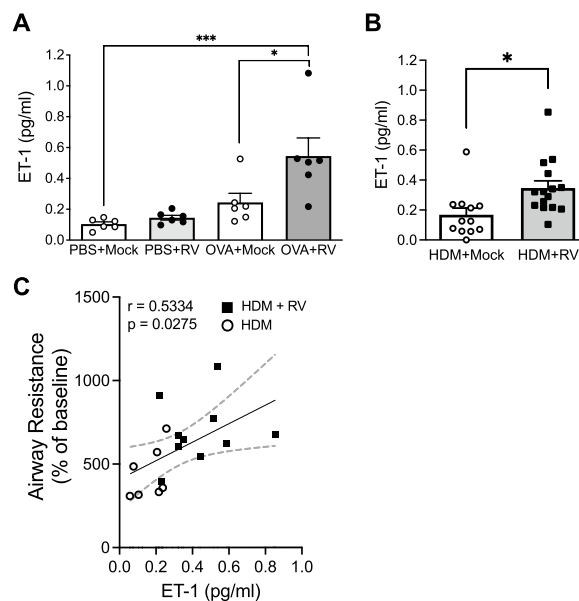 A
***
*
ET-1 (pg/ml)
1.2
1.0
0.8
0.6
0.4
0.2
0.0
PBS+Mock PBS+RV OVA+Mock OVA+RV
B
*
ET-1 (pg/ml)
1.2
1.0
0.8
0.6
0.4
0.2
0.0
HDM+Mock HDM+RV
C
r = 0.5334
p = 0.0275
HDM + RV
HDM
Airway Resistance
(% of baseline)
1500
1000
500
0
0.0 0.2 0.4 0.6 0.8 1.0
ET-1 (pg/ml)